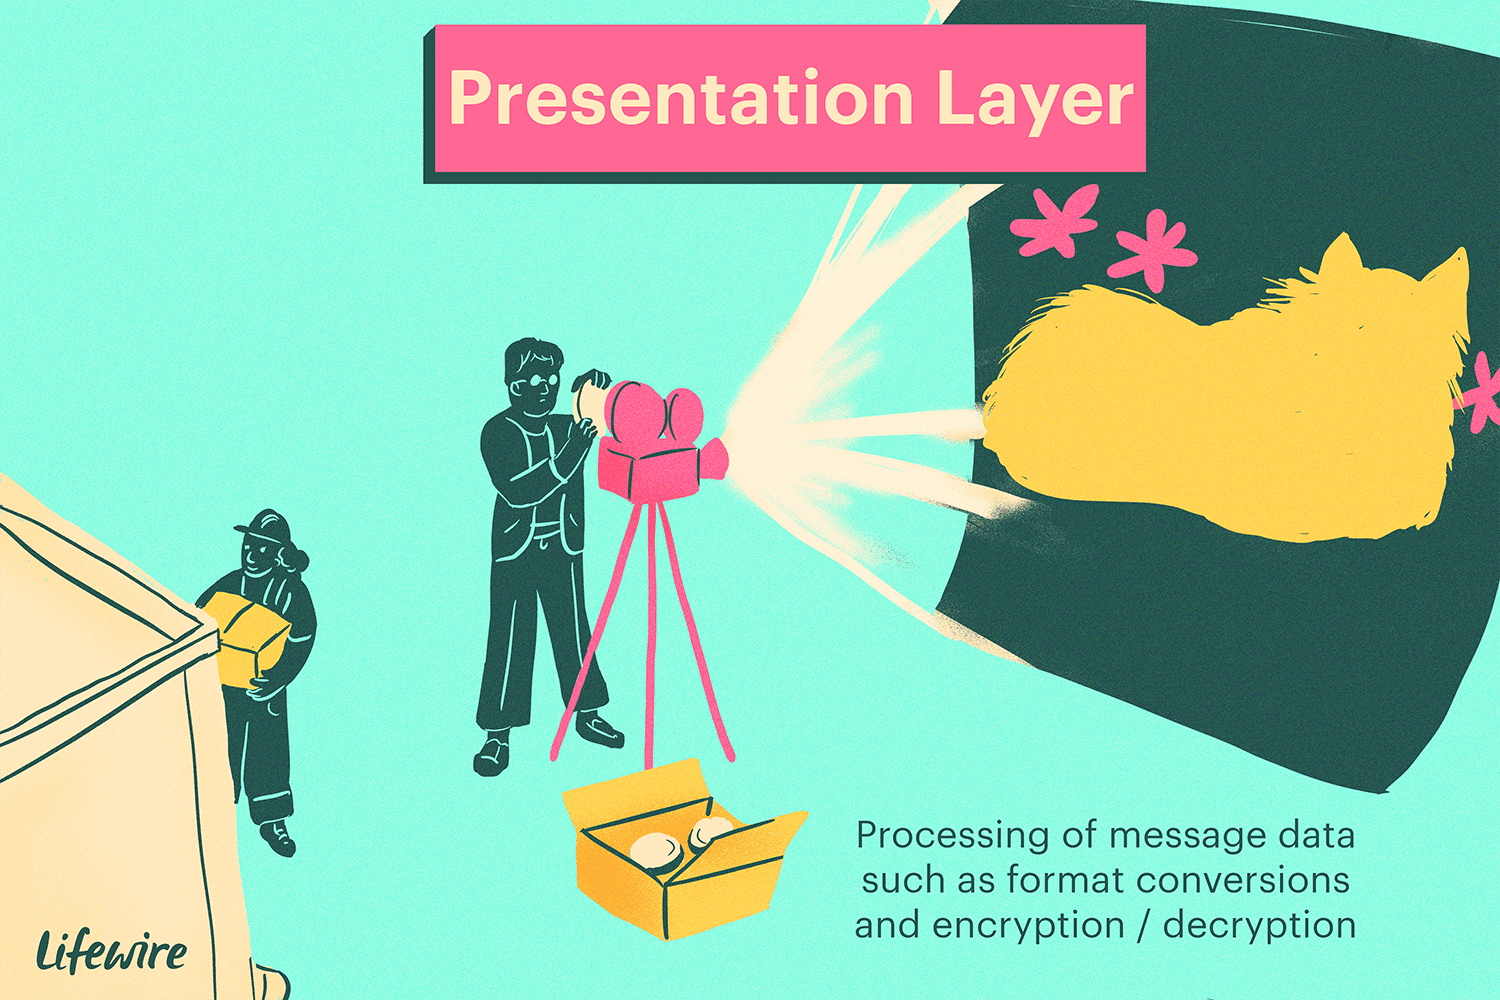 Presentation Layer
Processing of message data
such as format conversions
and encryption / decryption
Lifewire